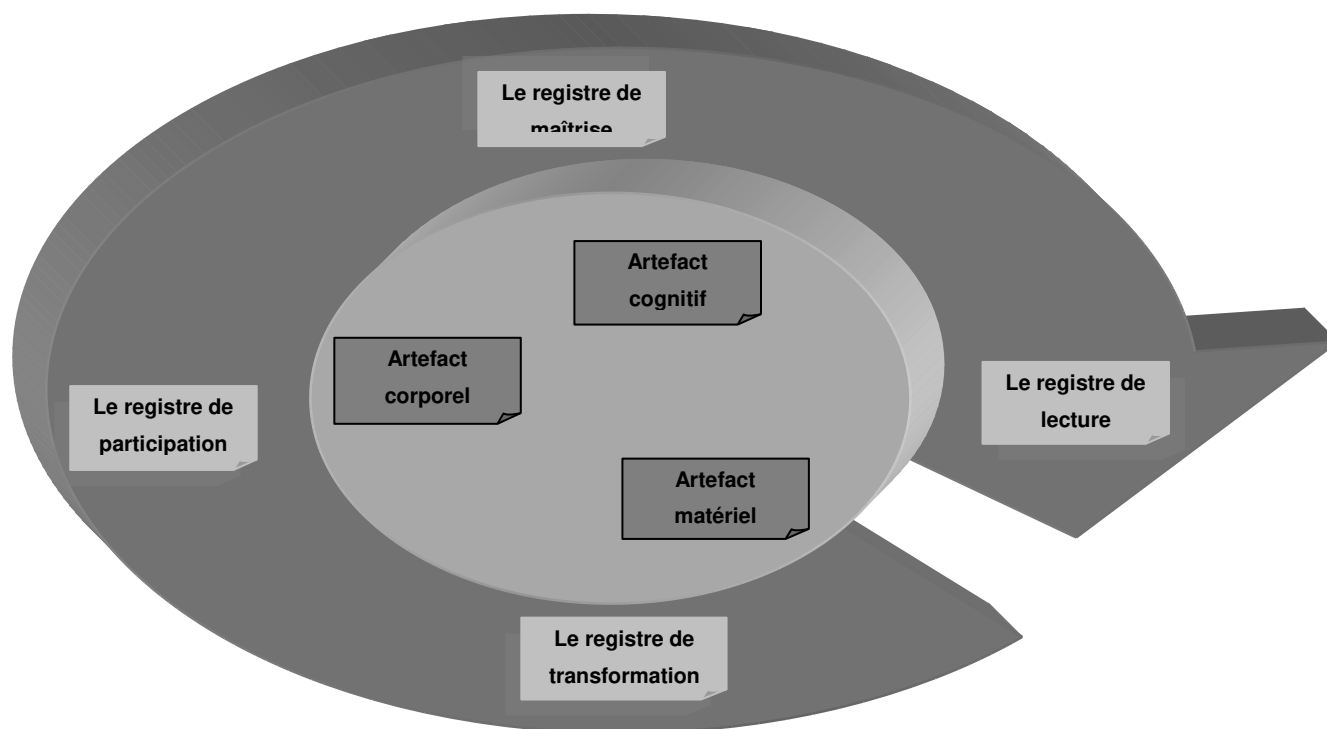 Le registre de
maîtrise
Artefact
cognitif
Artefact
corporel
Le registre de
lecture
Le registre de
participation
Artefact
matériel
Le registre de
transformation